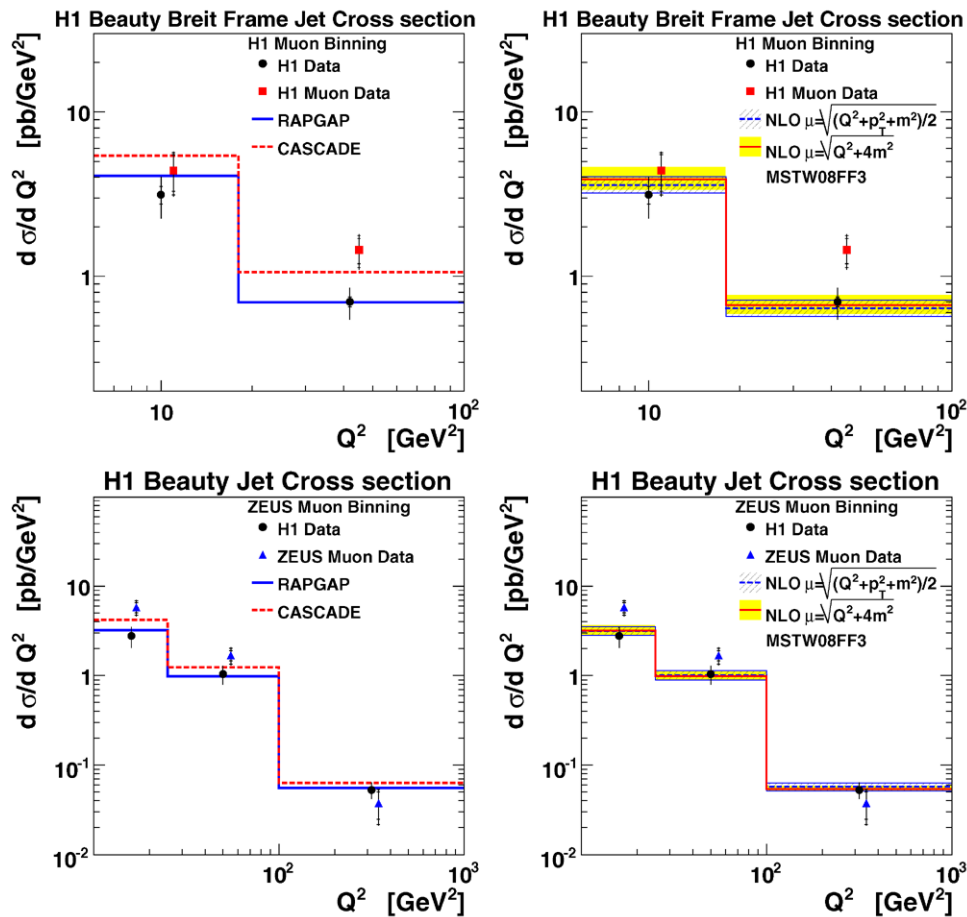 H1 Beauty Breit Frame Jet Cross section
H1 Muon Binning
H1 Data
H1 Muon Data
RAPGAP
CASCADE
d σ/d Q² [pb/GeV²]
10
1
10
10²
Q² [GeV²]
H1 Beauty Breit Frame Jet Cross section
H1 Muon Binning
H1 Muon Data
NLO μ=√(Q²+p_T²+m²)/2
NLO μ=√Q²+4m²
MSTW08FF3
d σ/d Q² [pb/GeV²]
10
1
10
10²
Q² [GeV²]
H1 Beauty Jet Cross section
ZEUS Muon Binning
H1 Data
ZEUS Muon Data
RAPGAP
CASCADE
d σ/d Q² [pb/GeV²]
10
1
10⁻¹
10⁻²
10²
10³
Q² [GeV²]
H1 Beauty Jet Cross section
ZEUS Muon Binning
H1 Data
ZEUS Muon Data
NLO μ=√(Q²+p_T²+m²)/2
NLO μ=√Q²+4m²
MSTW08FF3
d σ/d Q² [pb/GeV²]
10
1
10⁻¹
10⁻²
10²
10³
Q² [GeV²]